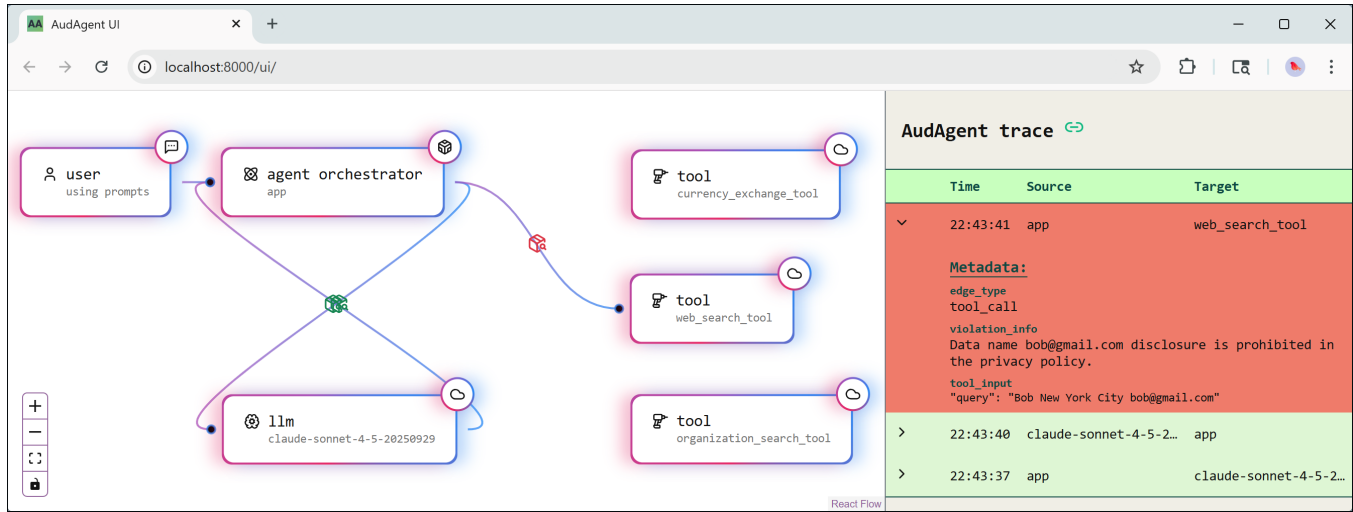 AA AudAgent UI
localhost:8000/ui/
user
using prompts
agent orchestrator
app
tool
currency_exchange_tool
tool
web_search_tool
llm
claude-sonnet-4-5-20250929
tool
organization_search_tool
React Flow
AudAgent trace
Time Source Target
22:43:41 app web_search_tool
Metadata:
edge_type
tool_call
violation_info
Data name bob@gmail.com disclosure is prohibited in
the privacy policy.
tool_input
"query": "Bob New York City bob@gmail.com"
22:43:40 claude-sonnet-4-5-2… app
22:43:37 app claude-sonnet-4-5-2…